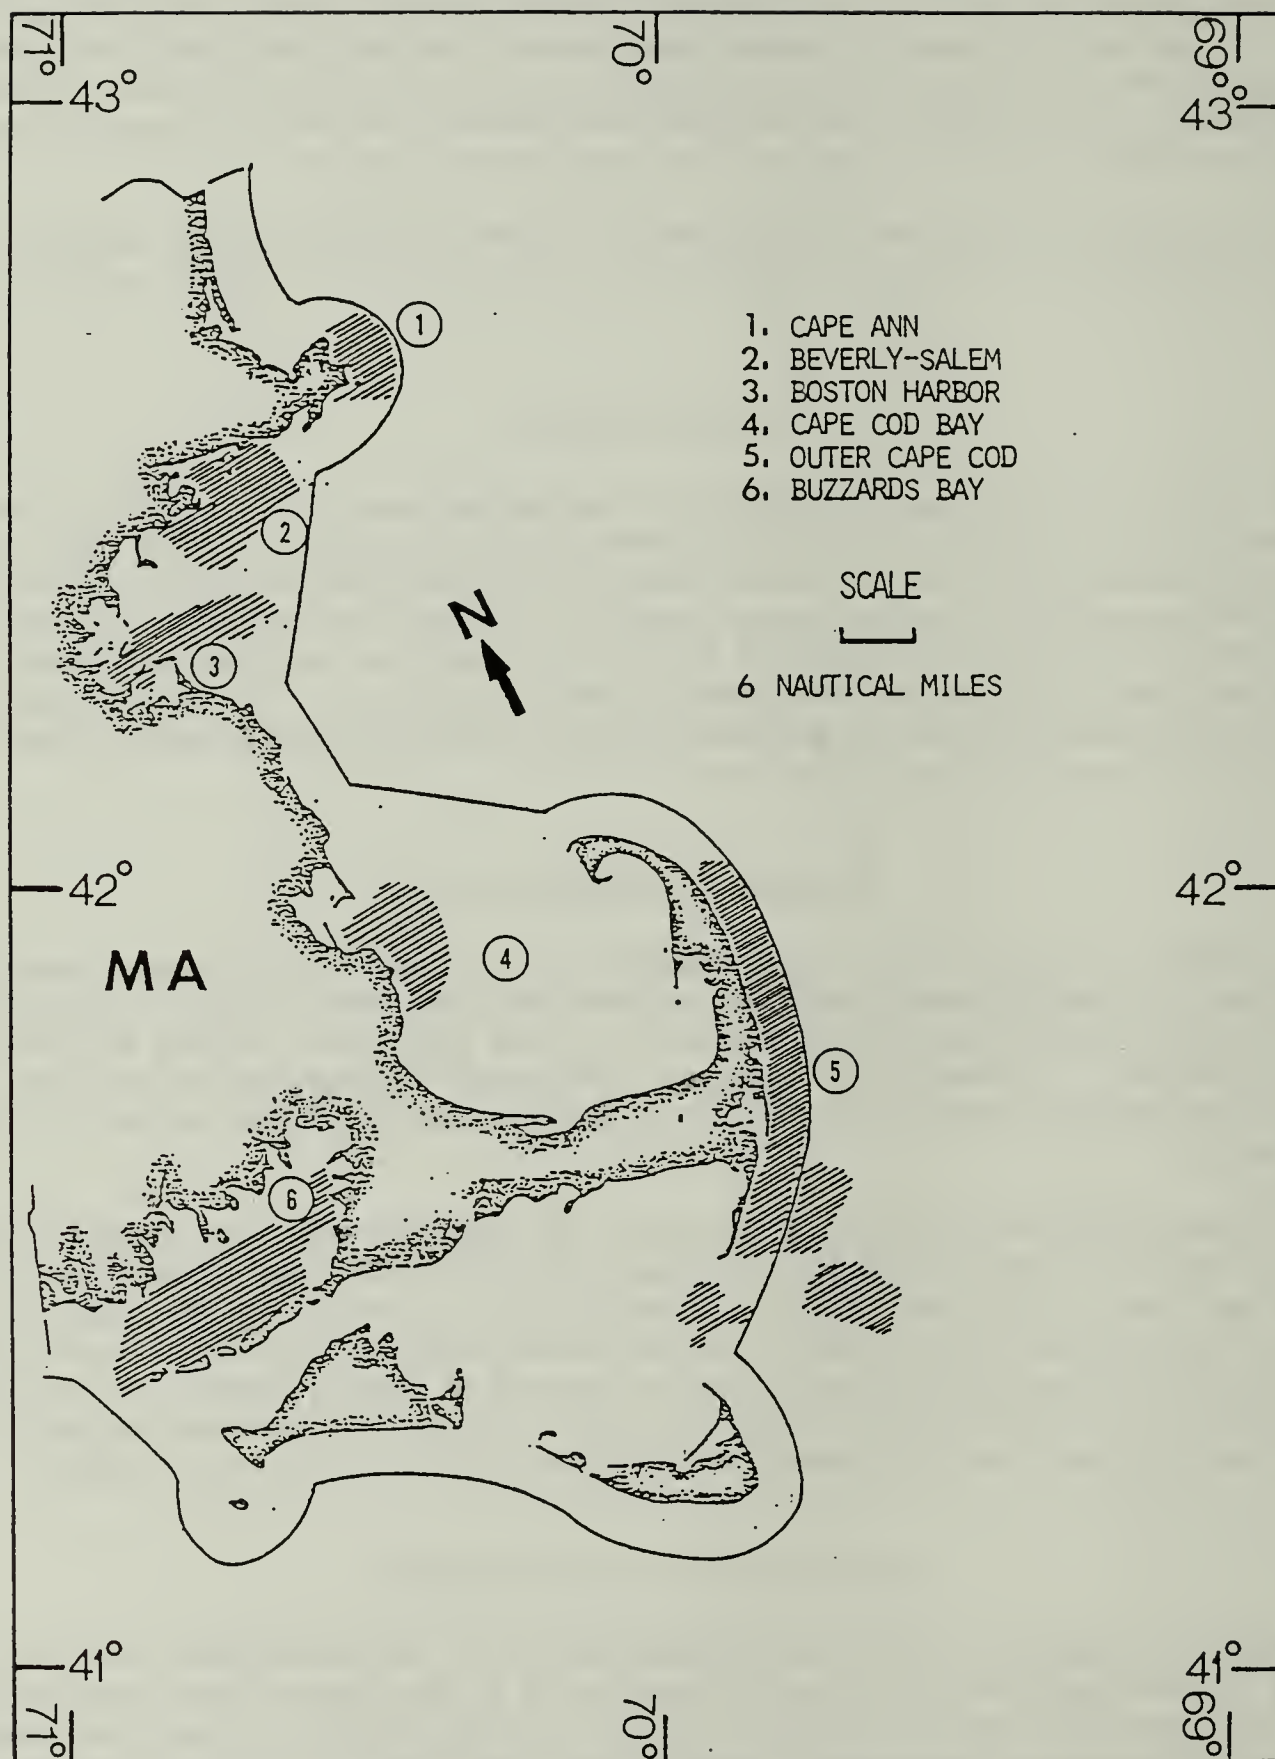 71° 70° 69°
43° 43°
1
1. CAPE ANN
2. BEVERLY-SALEM
3. BOSTON HARBOR
4. CAPE COD BAY
5. OUTER CAPE COD
6. BUZZARDS BAY
2
SCALE
N
3
6 NAUTICAL MILES
42° 42°
MA
4
5
6
41° 41°
71° 70° 69°